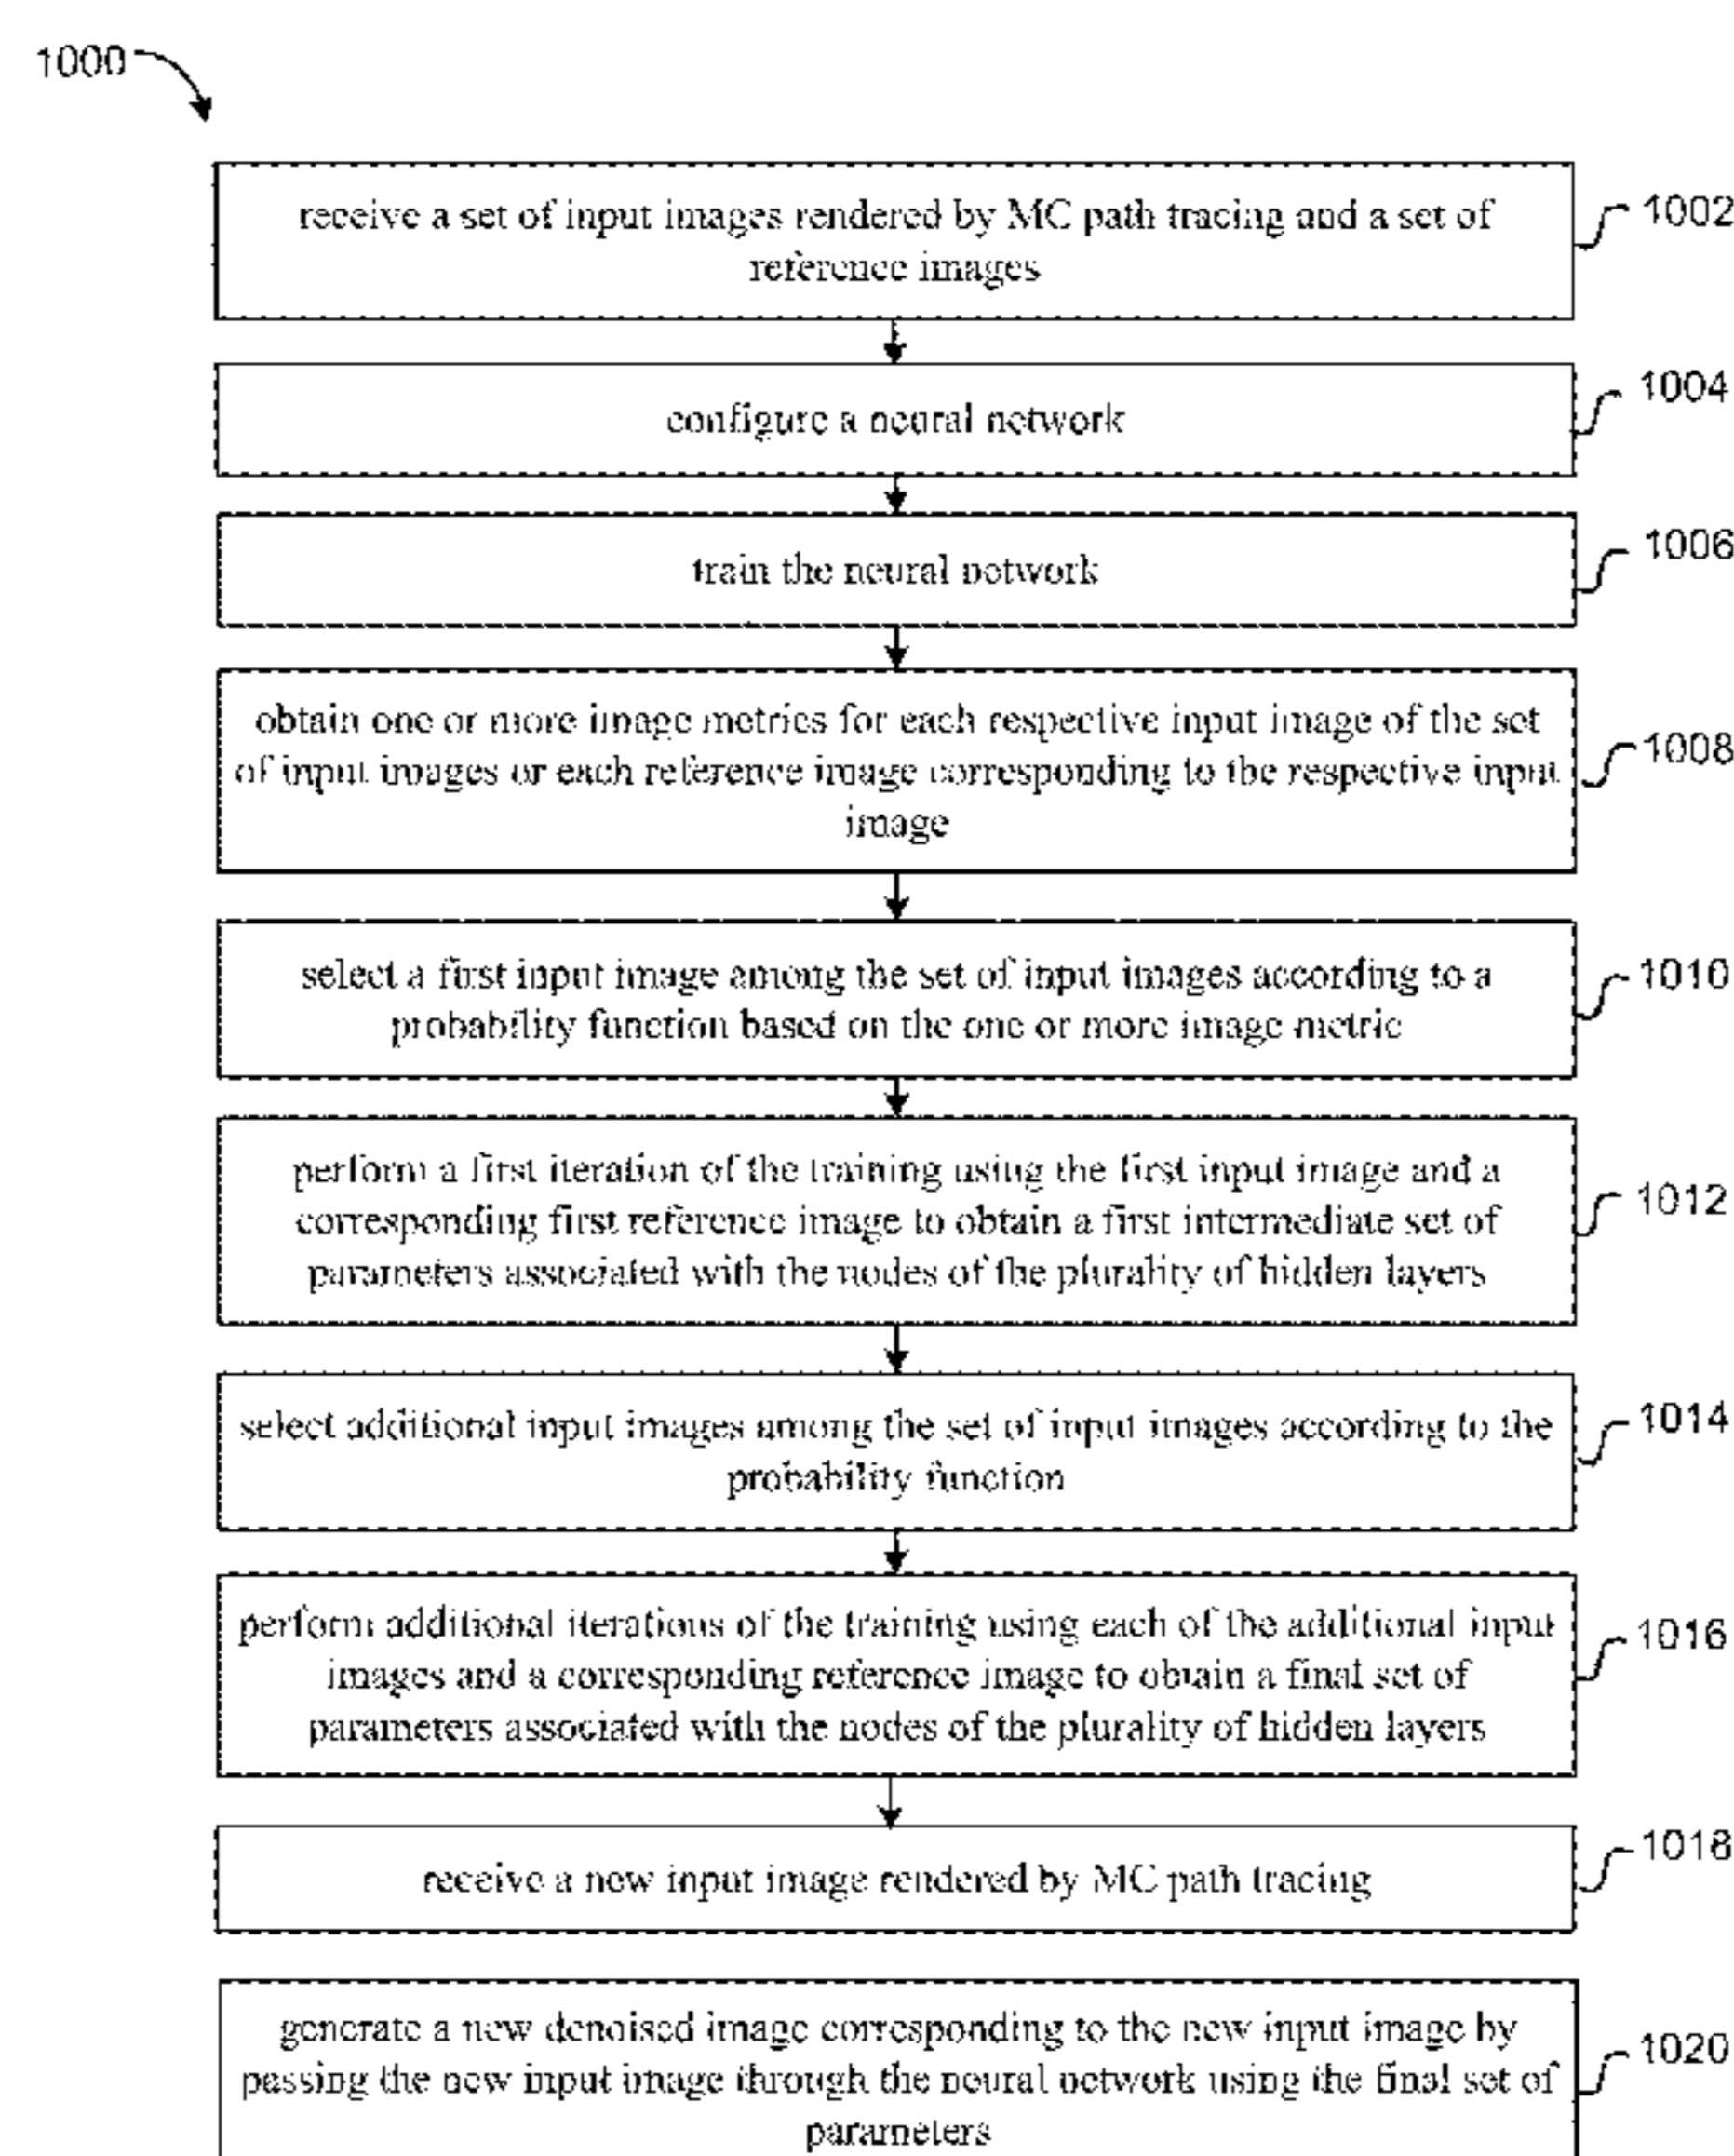 1000
receive a set of input images rendered by MC path tracing and a set of
reference images
1002
configure a neural network
1004
train the neural network
1006
obtain one or more image metrics for each respective input image of the set
of input images or each reference image corresponding to the respective input
image
1008
select a first input image among the set of input images according to a
probability function based on the one or more image metric
1010
perform a first iteration of the training using the first input image and a
corresponding first reference image to obtain a first intermediate set of
parameters associated with the nodes of the plurality of hidden layers
1012
select additional input images among the set of input images according to the
probability function
1014
perform additional iterations of the training using each of the additional input
images and a corresponding reference image to obtain a final set of
parameters associated with the nodes of the plurality of hidden layers
1016
receive a new input image rendered by MC path tracing
1018
generate a new denoised image corresponding to the new input image by
passing the new input image through the neural network using the final set of
parameters
1020